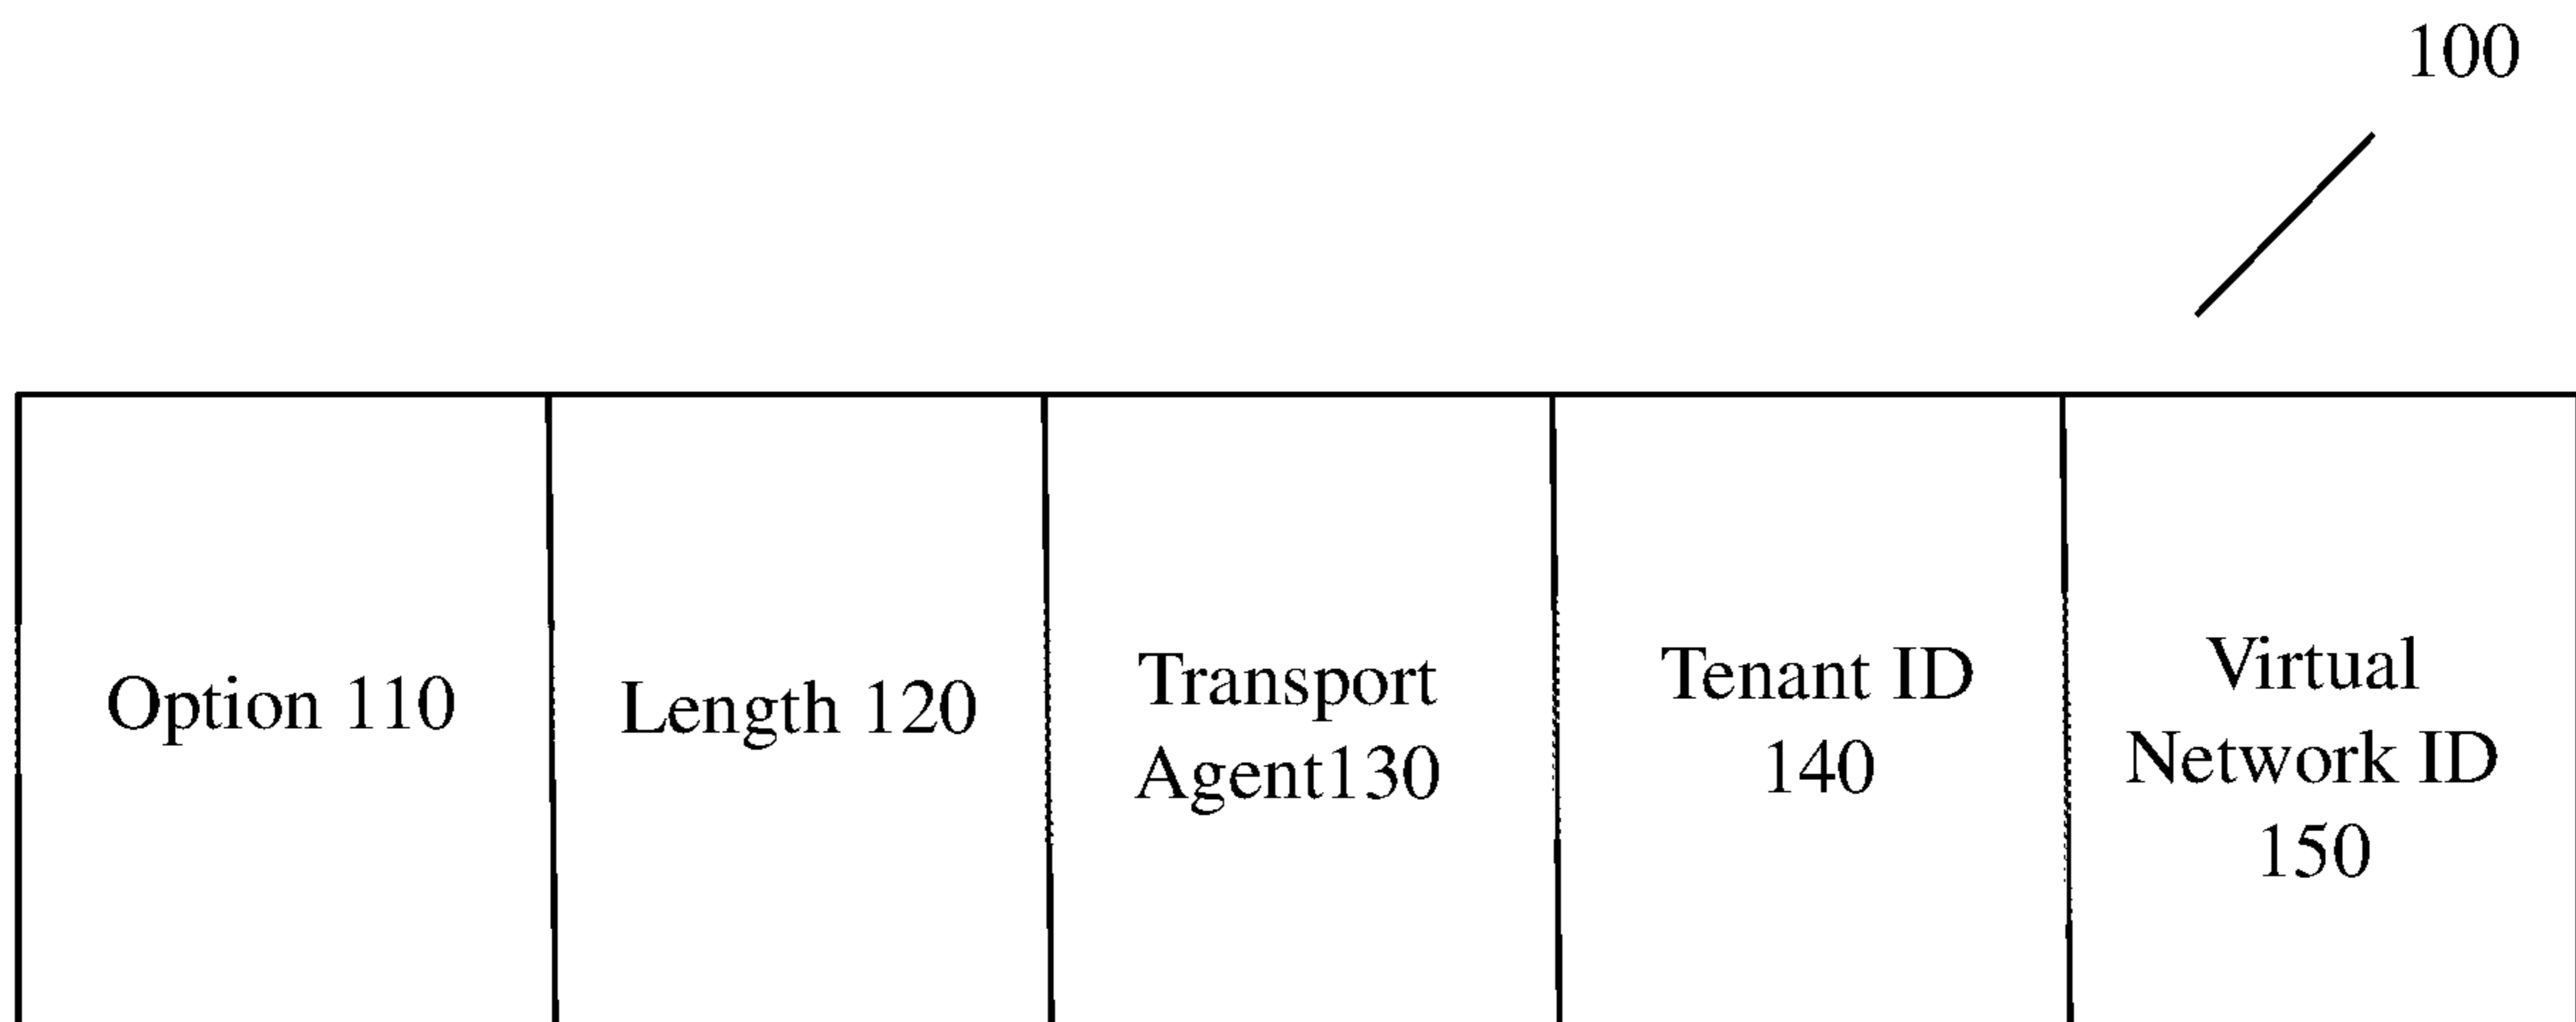 100
Option 110
Length 120
Transport
Agent130
Tenant ID
140
Virtual
Network ID
150